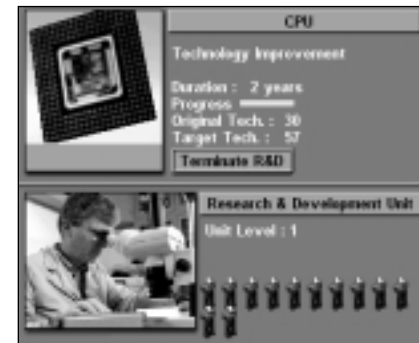 CPU
Technology Improvement
Duration : 2 years
Progress
Original Tech. : 30
Target Tech. : 57
Terminate R&D
Research & Development Unit
Unit Level : 1